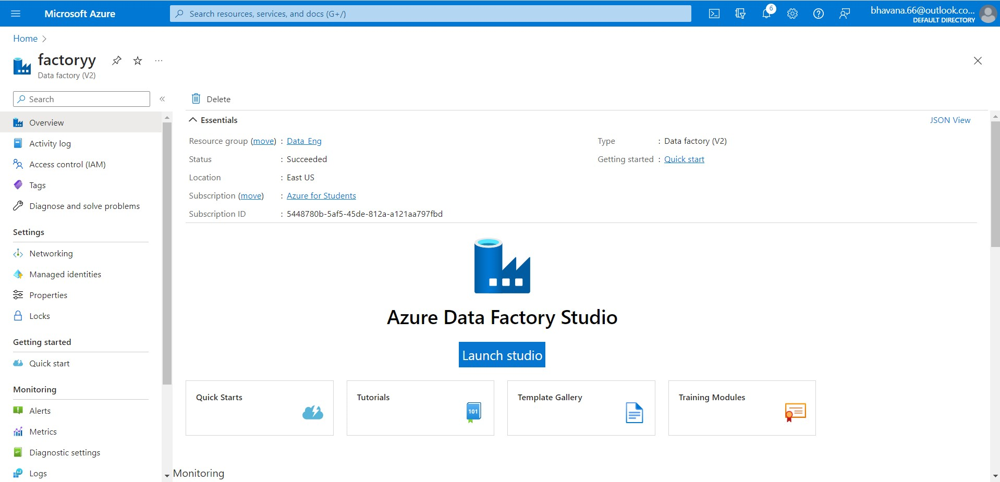 Microsoft Azure
Search resources, services, and docs (G+/)
6
bhavana.66@outlook.co...
DEFAULT DIRECTORY
Home
factoryy
Data factory (V2)
Search
Delete
Overview
Activity log
Access control (IAM)
Tags
Diagnose and solve problems
Settings
Networking
Managed identities
Properties
Locks
Getting started
Quick start
Monitoring
Alerts
Metrics
Diagnostic settings
Logs
Essentials
JSON View
Resource group (move) : Data_Eng
Status : Succeeded
Location : East US
Subscription (move) : Azure for Students
Subscription ID : 5448780b-5af5-45de-812a-a121aa797fbd
Type : Data factory (V2)
Getting started : Quick start
Azure Data Factory Studio
Launch studio
Quick Starts
Tutorials
101
Template Gallery
Training Modules
Monitoring